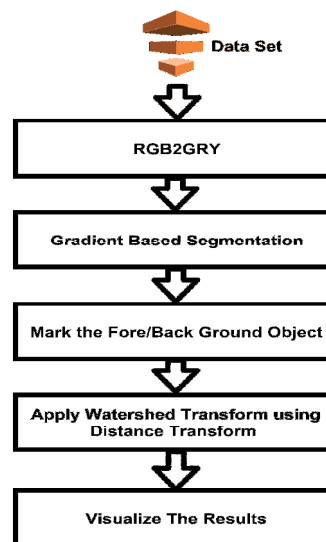 Data Set
RGB2GRY
Gradient Based Segmentation
Mark the Fore/Back Ground Object
Apply Watershed Transform using
Distance Transform
Visualize The Results